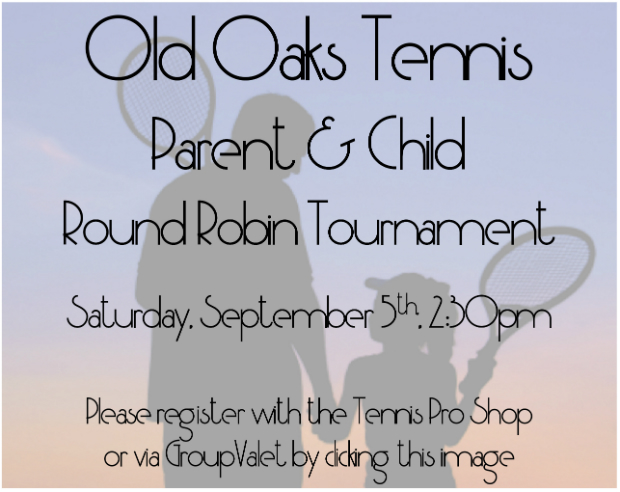 Old Oaks Tennis
Parent & Child
Round Robin Tournament
Saturday, September 5th, 2:30pm
Please register with the Tennis Pro Shop
or via GroupValet by clicking this image